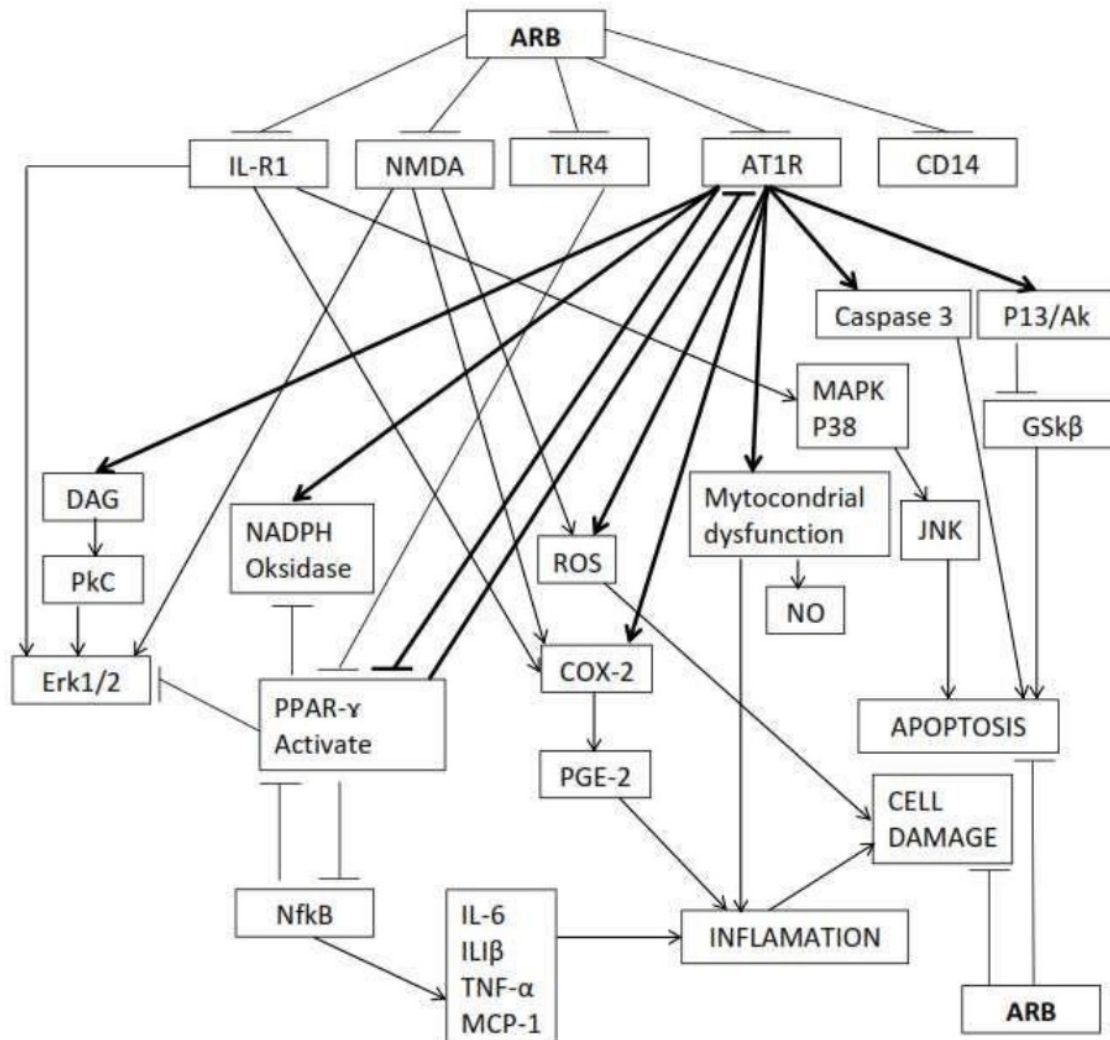 ARB
IL-R1
NMDA
TLR4
AT1R
CD14
Caspase 3
P13/Ak
MAPK
P38
GSkβ
DAG
NADPH
Oksidase
Mytocondrial
dysfunction
JNK
ROS
PkC
NO
Erk1/2
COX-2
PPAR-ɤ
Activate
APOPTOSIS
PGE-2
CELL
DAMAGE
NfkB
IL-6
ILIβ
TNF-α
MCP-1
INFLAMATION
ARB